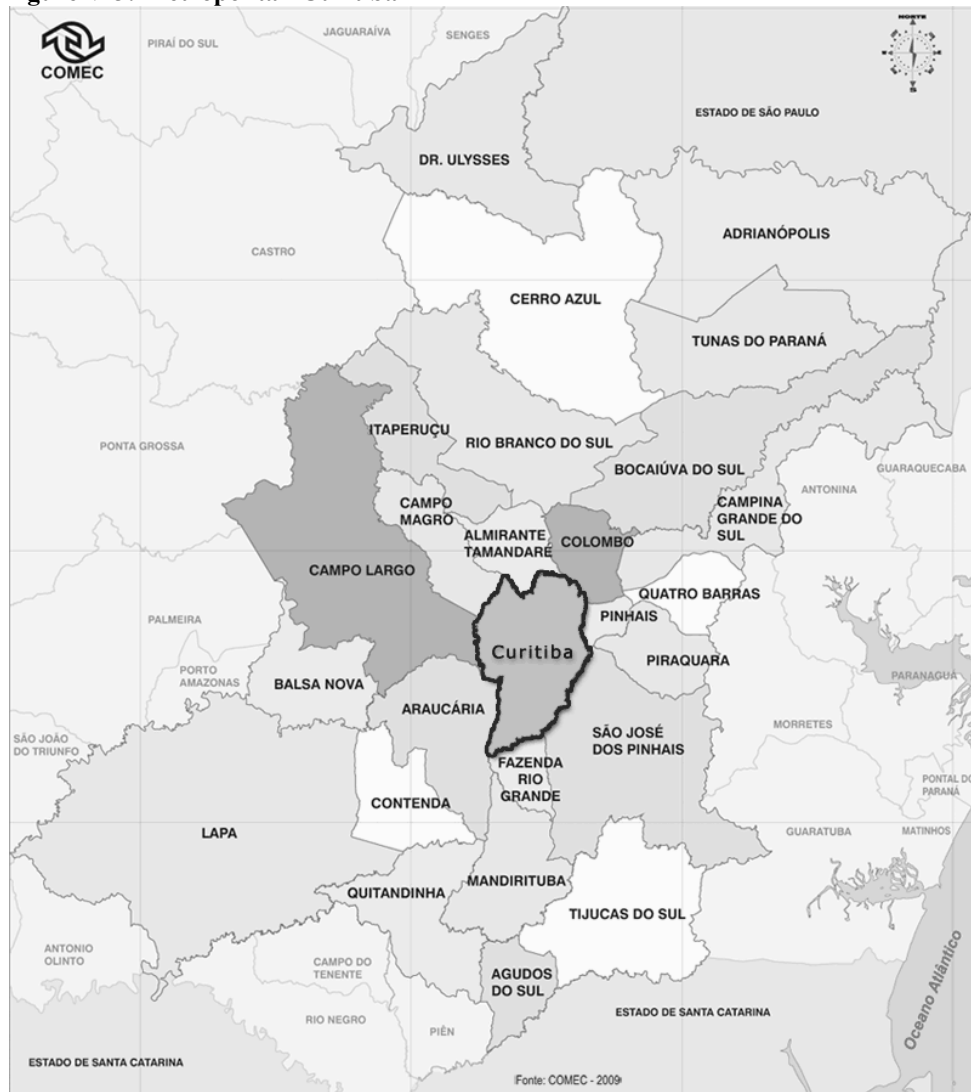 COMEC
NORTE
S
JAGUARAÍVA
SENGES
PIRAÍ DO SUL
ESTADO DE SÃO PAULO
DR. ULYSSES
ADRIANÓPOLIS
CASTRO
CERRO AZUL
TUNAS DO PARANÁ
ITAPERUÇU
RIO BRANCO DO SUL
PONTA GROSSA
BOCAIÚVA DO SUL
GUARAQUECABA
ANTONINA
CAMPO
MAGRO
CAMPINA
GRANDE DO
SUL
ALMIRANTE
TAMANDARÉ
COLOMBO
CAMPO LARGO
QUATRO BARRAS
PINHAIS
PALMEIRA
Curitiba
PIRAQUARA
PORTO
AMAZONAS
BALSA NOVA
PARANAGUÁ
ARAUCÁRIA
SÃO JOSÉ
DOS PINHAIS
MORRETES
SÃO JOÃO
DO TRIUNFO
FAZENDA
RIO
GRANDE
PONTAL DO
PARANÁ
CONTENDA
LAPA
GUARATUBA
MATINHOS
QUITANDINHA
MANDIRITUBA
TIJUCAS DO SUL
ANTONIO
OLINTO
CAMPO DO
TENENTE
AGUDOS
DO SUL
Oceano Atlântico
RIO NEGRO
PIÊN
ESTADO DE SANTA CATARINA
ESTADO DE SANTA CATARINA
Fonte: COMEC - 2009